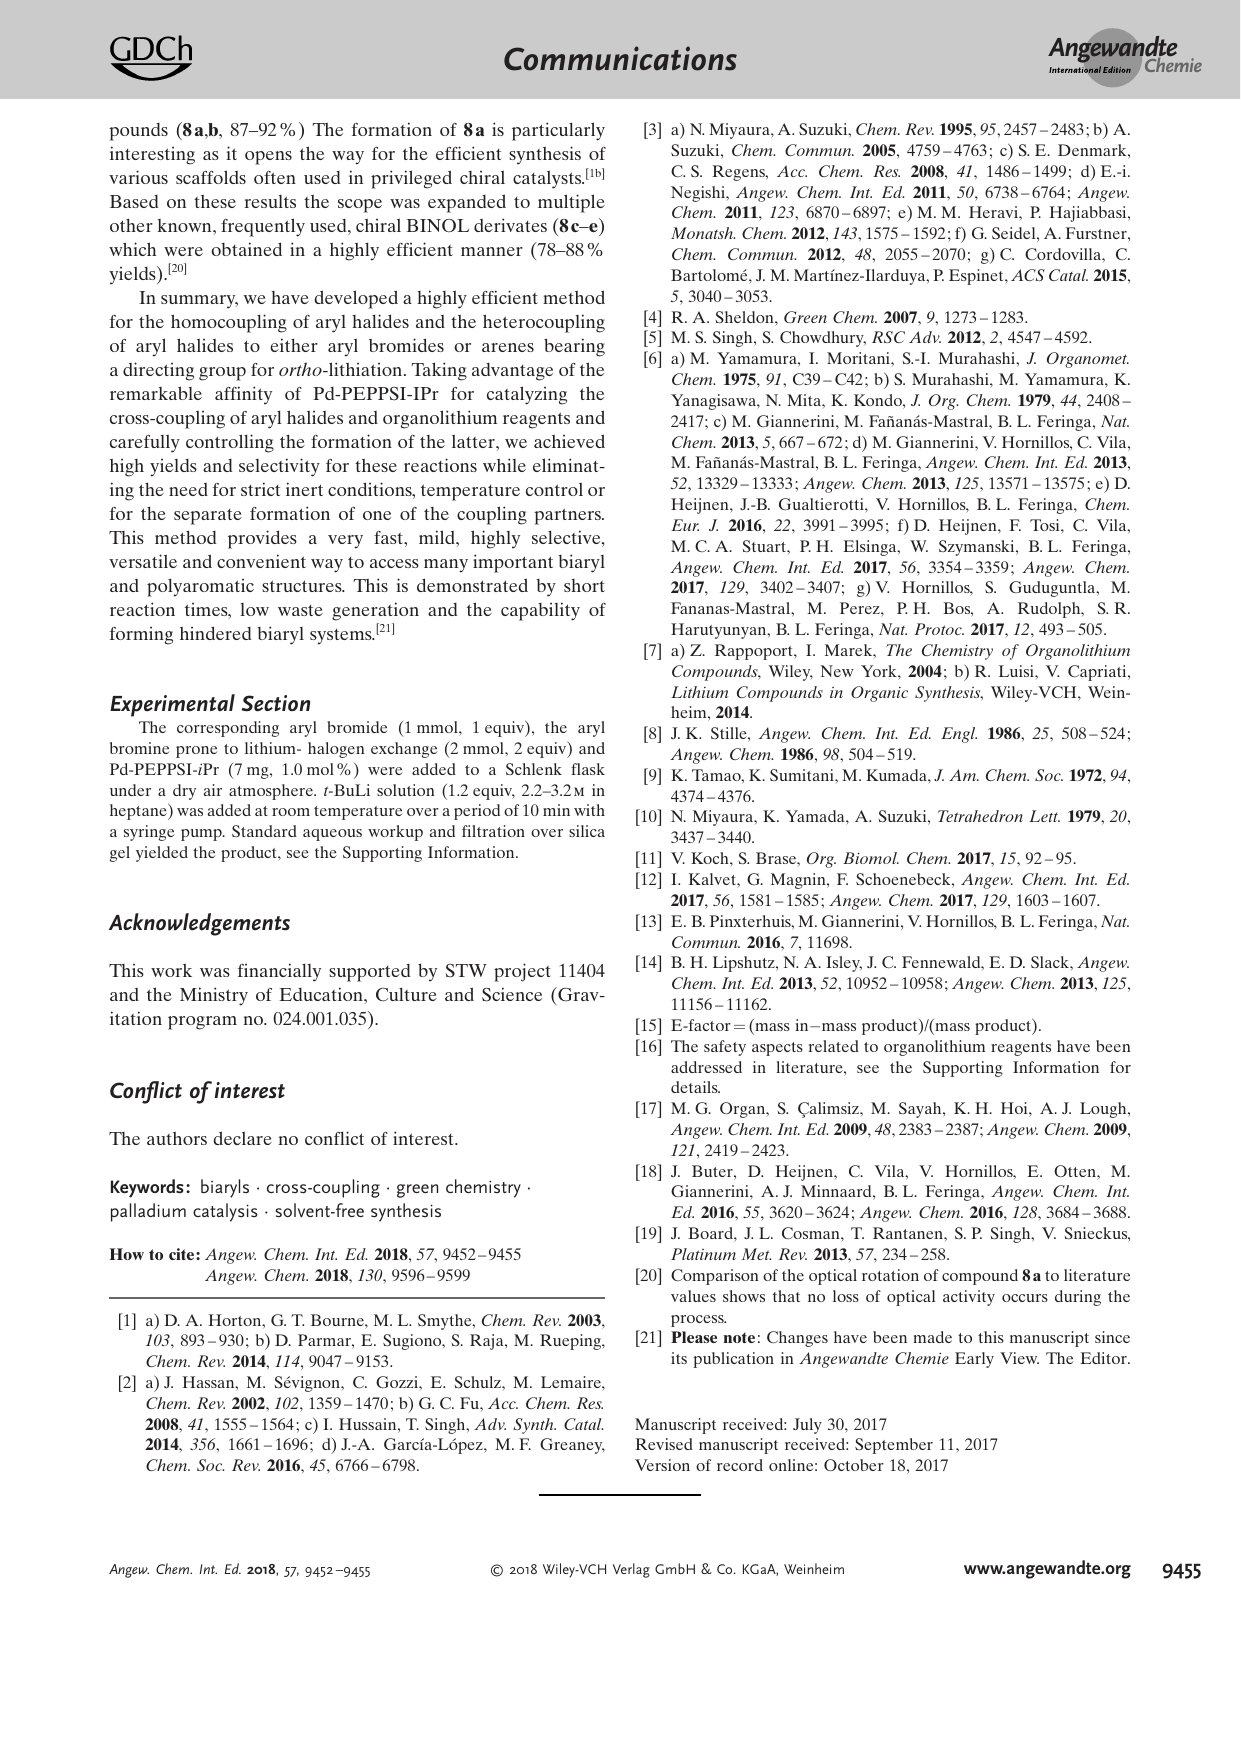 GDCh
Communications
Angewandte
International Edition Chemie
pounds (8a,b, 87–92%) The formation of 8a is particularly
interesting as it opens the way for the efficient synthesis of
various scaffolds often used in privileged chiral catalysts.[1b]
Based on these results the scope was expanded to multiple
other known, frequently used, chiral BINOL derivates (8c–e)
which were obtained in a highly efficient manner (78–88%
yields).[20]
In summary, we have developed a highly efficient method
for the homocoupling of aryl halides and the heterocoupling
of aryl halides to either aryl bromides or arenes bearing
a directing group for ortho-lithiation. Taking advantage of the
remarkable affinity of Pd-PEPPSI-IPr for catalyzing the
cross-coupling of aryl halides and organolithium reagents and
carefully controlling the formation of the latter, we achieved
high yields and selectivity for these reactions while eliminat-
ing the need for strict inert conditions, temperature control or
for the separate formation of one of the coupling partners.
This method provides a very fast, mild, highly selective,
versatile and convenient way to access many important biaryl
and polyaromatic structures. This is demonstrated by short
reaction times, low waste generation and the capability of
forming hindered biaryl systems.[21]
Experimental Section
The corresponding aryl bromide (1 mmol, 1 equiv), the aryl
bromine prone to lithium- halogen exchange (2 mmol, 2 equiv) and
Pd-PEPPSI-iPr (7 mg, 1.0 mol%) were added to a Schlenk flask
under a dry air atmosphere. t-BuLi solution (1.2 equiv, 2.2–3.2 M in
heptane) was added at room temperature over a period of 10 min with
a syringe pump. Standard aqueous workup and filtration over silica
gel yielded the product, see the Supporting Information.
Acknowledgements
This work was financially supported by STW project 11404
and the Ministry of Education, Culture and Science (Grav-
itation program no. 024.001.035).
Conflict of interest
The authors declare no conflict of interest.
Keywords: biaryls · cross-coupling · green chemistry ·
palladium catalysis · solvent-free synthesis
How to cite: Angew. Chem. Int. Ed. 2018, 57, 9452–9455
Angew. Chem. 2018, 130, 9596–9599
[1] a) D. A. Horton, G. T. Bourne, M. L. Smythe, Chem. Rev. 2003,
103, 893–930; b) D. Parmar, E. Sugiono, S. Raja, M. Rueping,
Chem. Rev. 2014, 114, 9047–9153.
[2] a) J. Hassan, M. Sévignon, C. Gozzi, E. Schulz, M. Lemaire,
Chem. Rev. 2002, 102, 1359–1470; b) G. C. Fu, Acc. Chem. Res.
2008, 41, 1555–1564; c) I. Hussain, T. Singh, Adv. Synth. Catal.
2014, 356, 1661–1696; d) J.-A. García-López, M. F. Greaney,
Chem. Soc. Rev. 2016, 45, 6766–6798.
[3] a) N. Miyaura, A. Suzuki, Chem. Rev. 1995, 95, 2457–2483; b) A.
Suzuki, Chem. Commun. 2005, 4759–4763; c) S. E. Denmark,
C. S. Regens, Acc. Chem. Res. 2008, 41, 1486–1499; d) E.-i.
Negishi, Angew. Chem. Int. Ed. 2011, 50, 6738–6764; Angew.
Chem. 2011, 123, 6870–6897; e) M. M. Heravi, P. Hajiabbasi,
Monatsh. Chem. 2012, 143, 1575–1592; f) G. Seidel, A. Furstner,
Chem. Commun. 2012, 48, 2055–2070; g) C. Cordovilla, C.
Bartolomé, J. M. Martínez-Ilarduya, P. Espinet, ACS Catal. 2015,
5, 3040–3053.
[4] R. A. Sheldon, Green Chem. 2007, 9, 1273–1283.
[5] M. S. Singh, S. Chowdhury, RSC Adv. 2012, 2, 4547–4592.
[6] a) M. Yamamura, I. Moritani, S.-I. Murahashi, J. Organomet.
Chem. 1975, 91, C39–C42; b) S. Murahashi, M. Yamamura, K.
Yanagisawa, N. Mita, K. Kondo, J. Org. Chem. 1979, 44, 2408–
2417; c) M. Giannerini, M. Fañanás-Mastral, B. L. Feringa, Nat.
Chem. 2013, 5, 667–672; d) M. Giannerini, V. Hornillos, C. Vila,
M. Fañanás-Mastral, B. L. Feringa, Angew. Chem. Int. Ed. 2013,
52, 13329–13333; Angew. Chem. 2013, 125, 13571–13575; e) D.
Heijnen, J.-B. Gualtierotti, V. Hornillos, B. L. Feringa, Chem.
Eur. J. 2016, 22, 3991–3995; f) D. Heijnen, F. Tosi, C. Vila,
M. C. A. Stuart, P. H. Elsinga, W. Szymanski, B. L. Feringa,
Angew. Chem. Int. Ed. 2017, 56, 3354–3359; Angew. Chem.
2017, 129, 3402–3407; g) V. Hornillos, S. Guduguntla, M.
Fananas-Mastral, M. Perez, P. H. Bos, A. Rudolph, S. R.
Harutyunyan, B. L. Feringa, Nat. Protoc. 2017, 12, 493–505.
[7] a) Z. Rappoport, I. Marek, The Chemistry of Organolithium
Compounds, Wiley, New York, 2004; b) R. Luisi, V. Capriati,
Lithium Compounds in Organic Synthesis, Wiley-VCH, Wein-
heim, 2014.
[8] J. K. Stille, Angew. Chem. Int. Ed. Engl. 1986, 25, 508–524;
Angew. Chem. 1986, 98, 504–519.
[9] K. Tamao, K. Sumitani, M. Kumada, J. Am. Chem. Soc. 1972, 94,
4374–4376.
[10] N. Miyaura, K. Yamada, A. Suzuki, Tetrahedron Lett. 1979, 20,
3437–3440.
[11] V. Koch, S. Brase, Org. Biomol. Chem. 2017, 15, 92–95.
[12] I. Kalvet, G. Magnin, F. Schoenebeck, Angew. Chem. Int. Ed.
2017, 56, 1581–1585; Angew. Chem. 2017, 129, 1603–1607.
[13] E. B. Pinxterhuis, M. Giannerini, V. Hornillos, B. L. Feringa, Nat.
Commun. 2016, 7, 11698.
[14] B. H. Lipshutz, N. A. Isley, J. C. Fennewald, E. D. Slack, Angew.
Chem. Int. Ed. 2013, 52, 10952–10958; Angew. Chem. 2013, 125,
11156–11162.
[15] E-factor = (mass in−mass product)/(mass product).
[16] The safety aspects related to organolithium reagents have been
addressed in literature, see the Supporting Information for
details.
[17] M. G. Organ, S. Çalimsiz, M. Sayah, K. H. Hoi, A. J. Lough,
Angew. Chem. Int. Ed. 2009, 48, 2383–2387; Angew. Chem. 2009,
121, 2419–2423.
[18] J. Buter, D. Heijnen, C. Vila, V. Hornillos, E. Otten, M.
Giannerini, A. J. Minnaard, B. L. Feringa, Angew. Chem. Int.
Ed. 2016, 55, 3620–3624; Angew. Chem. 2016, 128, 3684–3688.
[19] J. Board, J. L. Cosman, T. Rantanen, S. P. Singh, V. Snieckus,
Platinum Met. Rev. 2013, 57, 234–258.
[20] Comparison of the optical rotation of compound 8a to literature
values shows that no loss of optical activity occurs during the
process.
[21] Please note: Changes have been made to this manuscript since
its publication in Angewandte Chemie Early View. The Editor.
Manuscript received: July 30, 2017
Revised manuscript received: September 11, 2017
Version of record online: October 18, 2017
Angew. Chem. Int. Ed. 2018, 57, 9452–9455
© 2018 Wiley-VCH Verlag GmbH & Co. KGaA, Weinheim
www.angewandte.org 9455